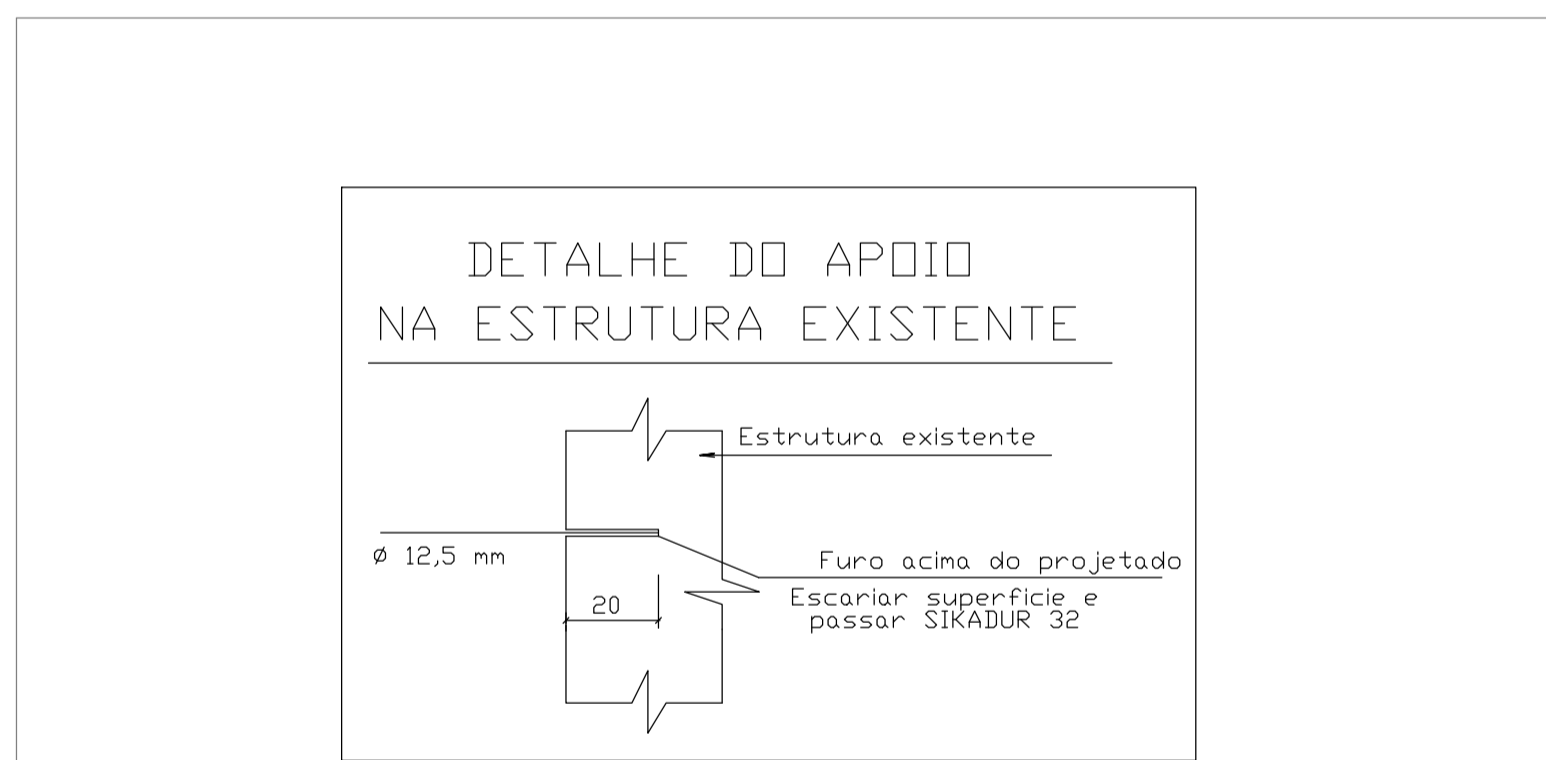 DETALHE DO APOIO
NA ESTRUTURA EXISTENTE
Estrutura existente
Ø 12,5 mm
Furo acima do projetado
20
Escariar superficie e
passar SIKADUR 32